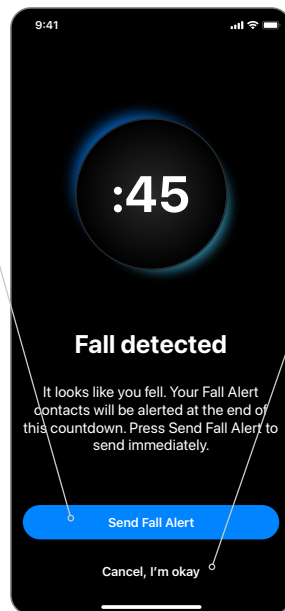 9:41
:45
Fall detected
It looks like you fell. Your Fall Alert
contacts will be alerted at the end of
this countdown. Press Send Fall Alert to
send immediately.
Send Fall Alert
Cancel, I'm okay